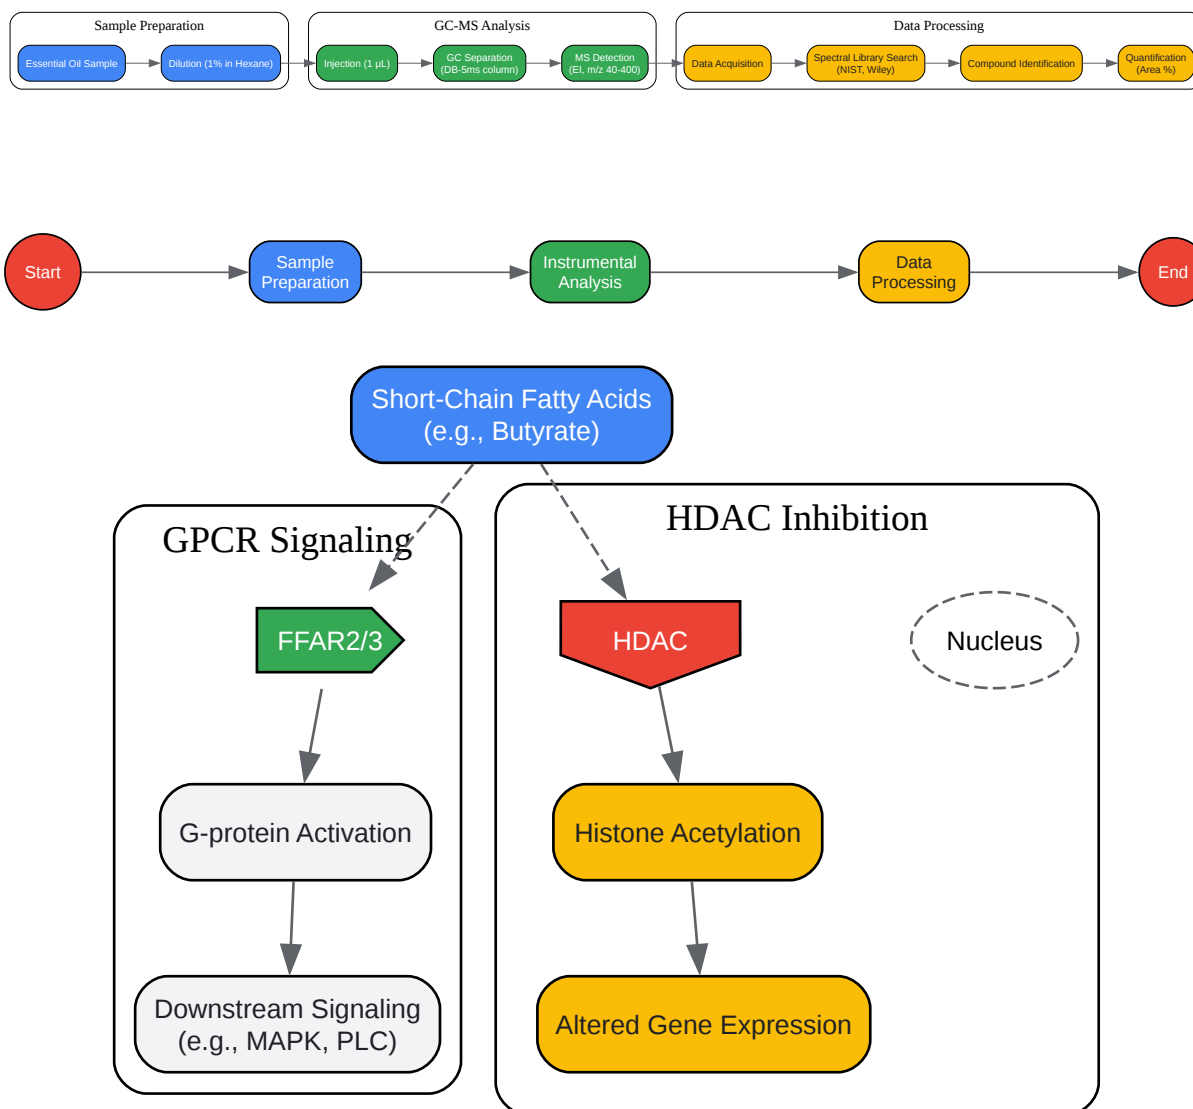 Sample Preparation
GC-MS Analysis
Data Processing
Essential Oil Sample
Dilution (1% in Hexane)
Injection (1 µL)
GC Separation
(DB-5ms column)
MS Detection
(EI, m/z 40-400)
Data Acquisition
Spectral Library Search
(NIST, Wiley)
Compound Identification
Quantification
(Area %)
Start
Sample
Preparation
Instrumental
Analysis
Data
Processing
End
Short-Chain Fatty Acids
(e.g., Butyrate)
GPCR Signaling
HDAC Inhibition
FFAR2/3
HDAC
Nucleus
G-protein Activation
Histone Acetylation
Downstream Signaling
(e.g., MAPK, PLC)
Altered Gene Expression